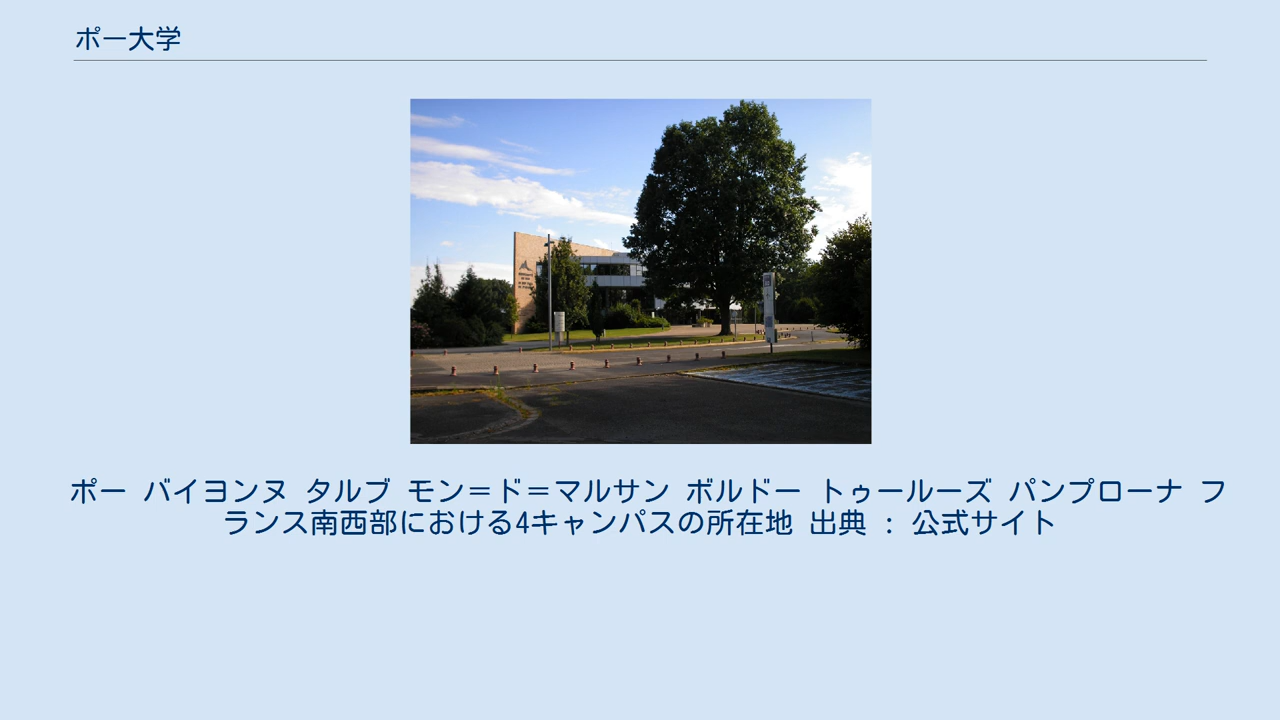 ポー大学
ポー バイヨンヌ タルブ モン＝ド＝マルサン ボルドー トゥールーズ パンプローナ フ
ランス南西部における4キャンパスの所在地 出典 : 公式サイト